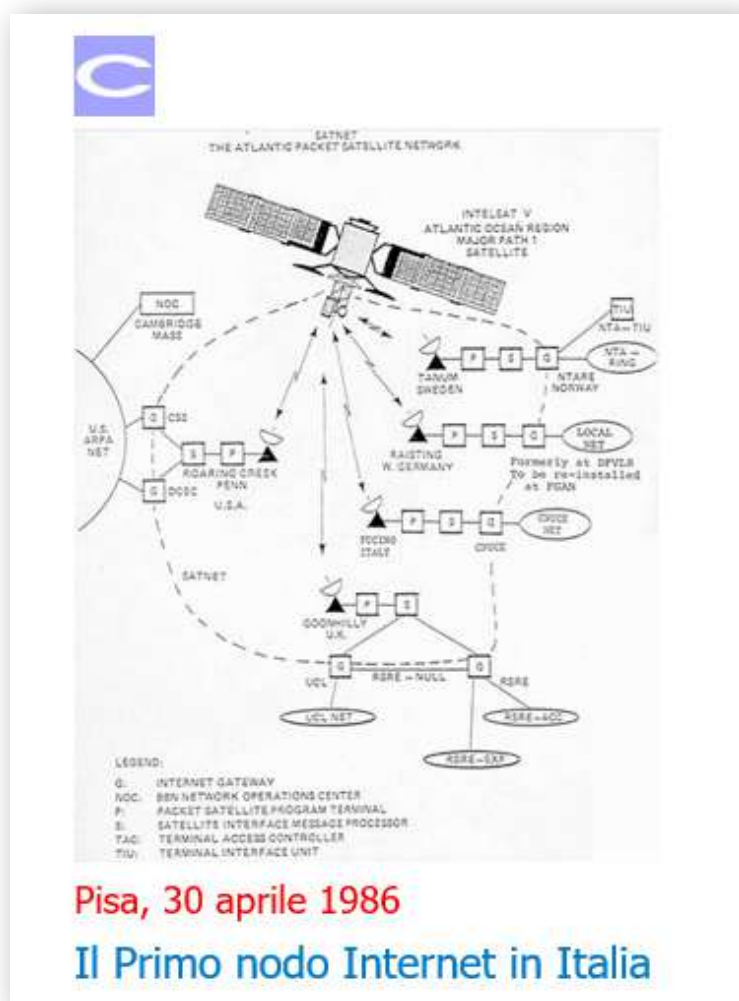 C
SATNET
THE ATLANTIC PACKET SATELLITE NETWORK
INTELSAT V
ATLANTIC OCEAN REGION
MAJOR PATH 1
SATELLITE
NOC
CAMBRIDGE
MASS
TIU
NTA-TIU
P
S
G
NTA-
RING
TANUM
SWEDEN
NTARE
NORWAY
U.S.
ARPA
NET
G
CSS
S
P
ROARING CREEK
PENN
U.S.A.
G
DCEC
P
S
G
LOCAL
NET
RAISTING
W. GERMANY
Formerly at DFVLR
To be re-installed
at FGAN
P
S
G
CNUCE
NET
FUCINO
ITALY
CNUCE
SATNET
P
S
GOONHILLY
U.K.
G
UCL
RSRE-NULL
G
RSRE
UCL NET
RSRE-
RSRE-EXP
LEGEND:
G: INTERNET GATEWAY
NOC: BBN NETWORK OPERATIONS CENTER
P: PACKET SATELLITE PROGRAM TERMINAL
S: SATELLITE INTERFACE MESSAGE PROCESSOR
TAC: TERMINAL ACCESS CONTROLLER
TIU: TERMINAL INTERFACE UNIT
Pisa, 30 aprile 1986
Il Primo nodo Internet in Italia